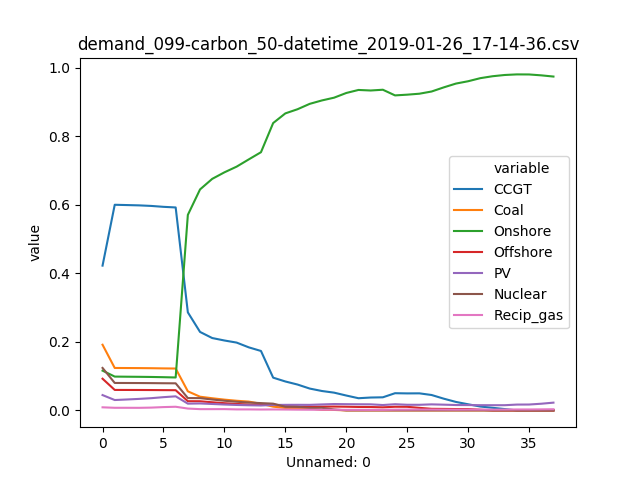 demand_099-carbon_50-datetime_2019-01-26_17-14-36.csv
1.0
0.8
0.6
0.4
0.2
0.0
value
variable
CCGT
Coal
Onshore
Offshore
PV
Nuclear
Recip_gas
0 5 10 15 20 25 30 35
Unnamed: 0